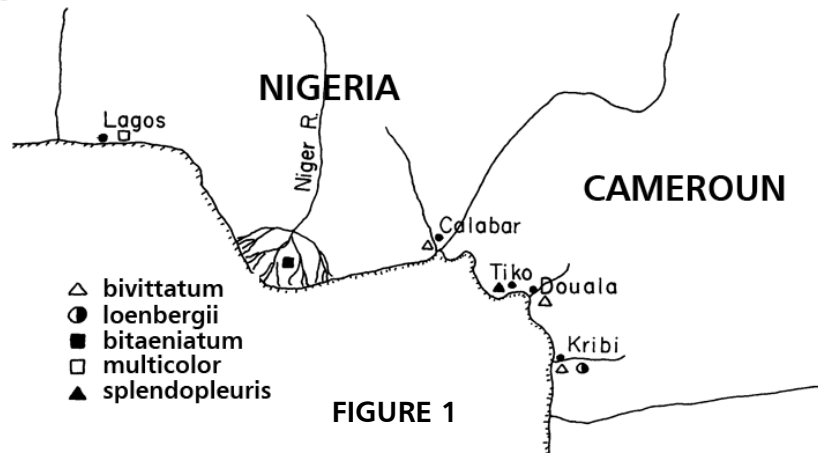 NIGERIA
Lagos
Niger R.
CAMEROUN
Calabar
Tiko
Douala
Kribi
bivittatum
loenbergii
bitaeniatum
multicolor
splendopleuris
FIGURE 1